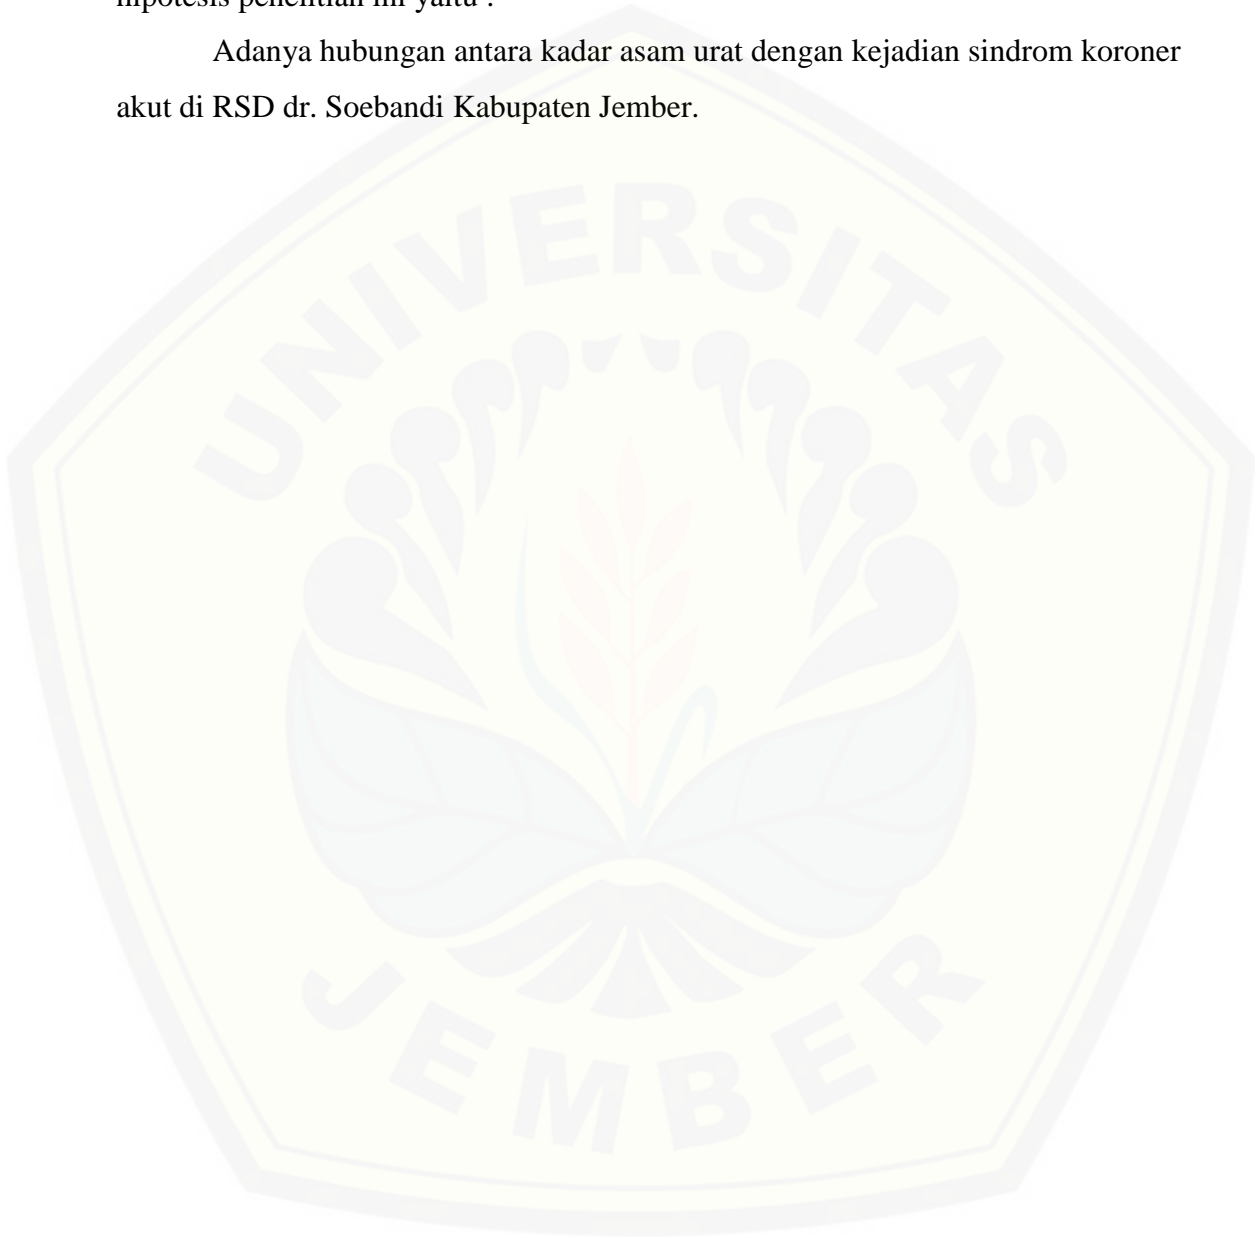 hipotesis penelitian ini yaitu :
Adanya hubungan antara kadar asam urat dengan kejadian sindrom koroner
akut di RSD dr. Soebandi Kabupaten Jember.
UNIVERSITAS
JEMBER